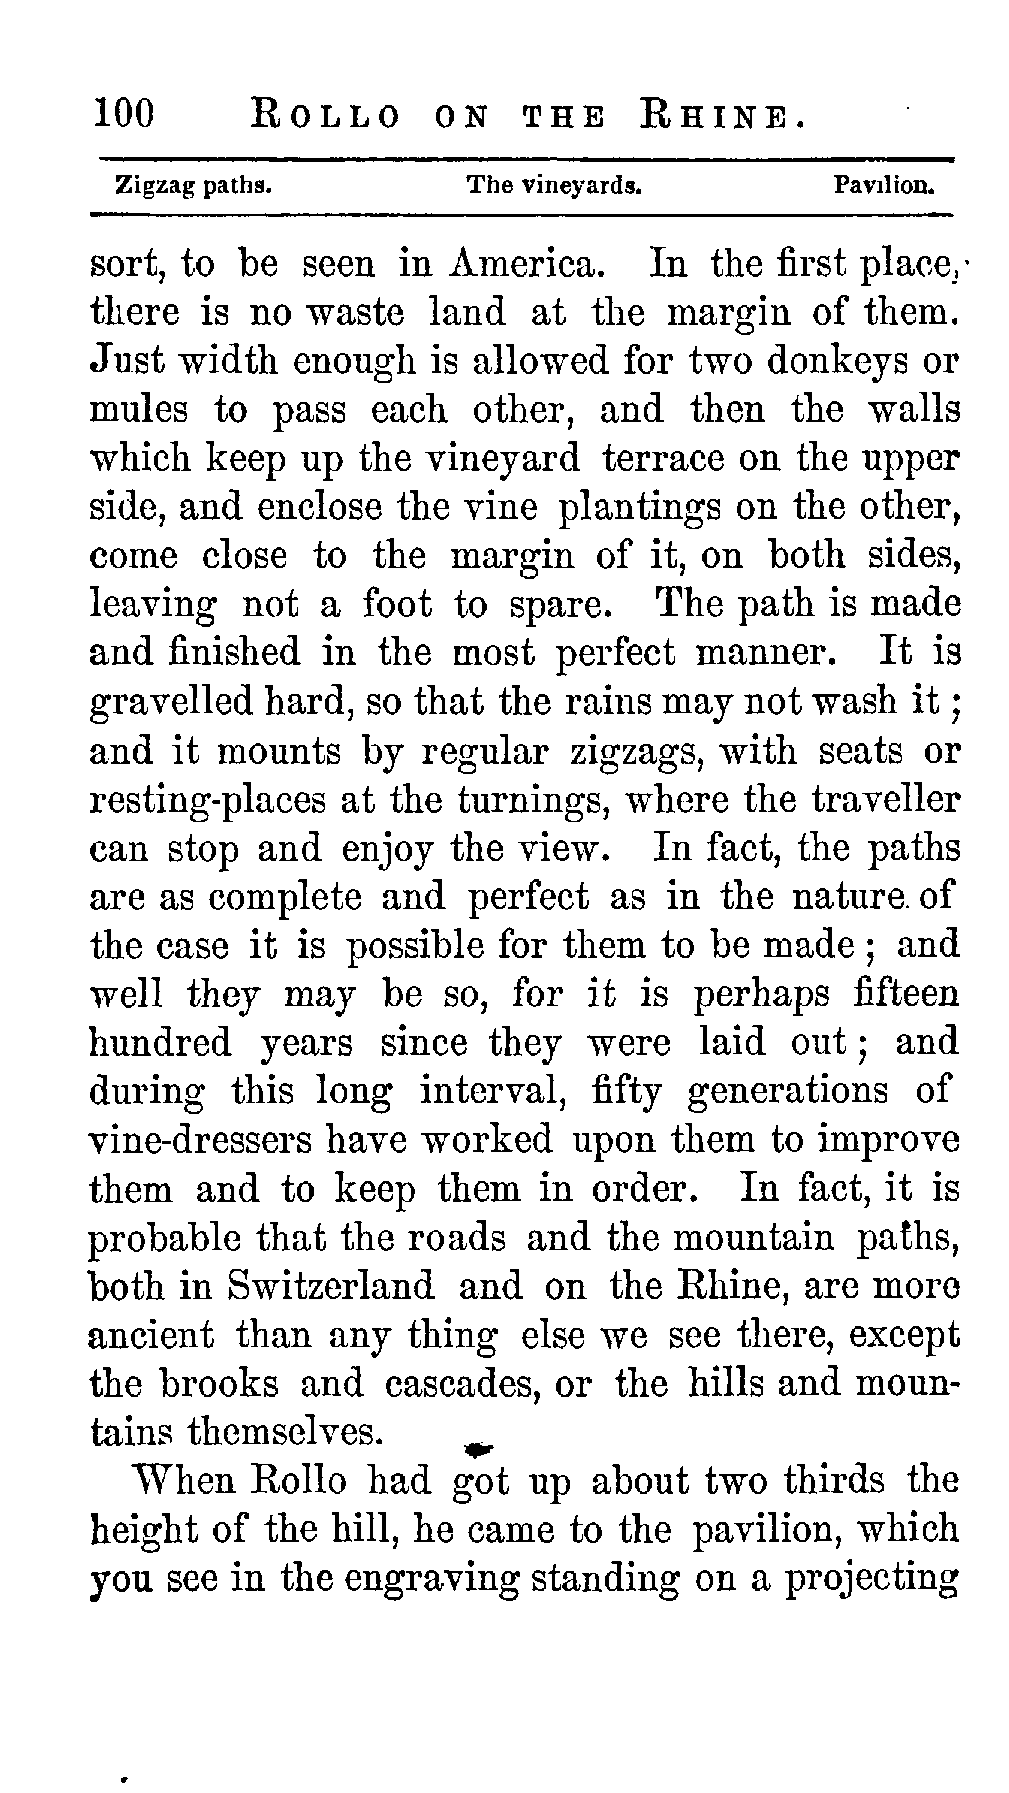 100 ROLLO ON THE RHINE.
Zigzag paths. The vineyards. Pavilion.
sort, to be seen in America. In the first place,
there is no waste land at the margin of them.
Just width enough is allowed for two donkeys or
mules to pass each other, and then the walls
which keep up the vineyard terrace on the upper
side, and enclose the vine plantings on the other,
come close to the margin of it, on both sides,
leaving not a foot to spare. The path is made
and finished in the most perfect manner. It is
gravelled hard, so that the rains may not wash it ;
and it mounts by regular zigzags, with seats or
resting-places at the turnings, where the traveller
can stop and enjoy the view. In fact, the paths
are as complete and perfect as in the nature of
the case it is possible for them to be made ; and
well they may be so, for it is perhaps fifteen
hundred years since they were laid out ; and
during this long interval, fifty generations of
vine-dressers have worked upon them to improve
them and to keep them in order. In fact, it is
probable that the roads and the mountain paths,
both in Switzerland and on the Rhine, are more
ancient than any thing else we see there, except
the brooks and cascades, or the hills and moun-
tains themselves.
When Rollo had got up about two thirds the
height of the hill, he came to the pavilion, which
you see in the engraving standing on a projecting